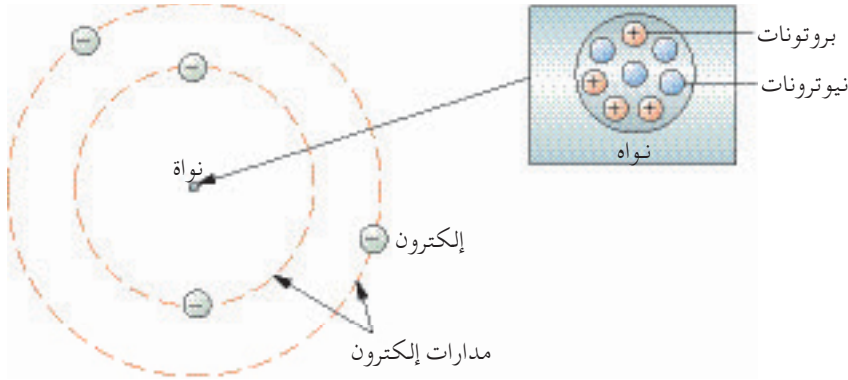 بروتونات
نيوترونات
نواه
نواة
إلكترون
مدارات إلكترون